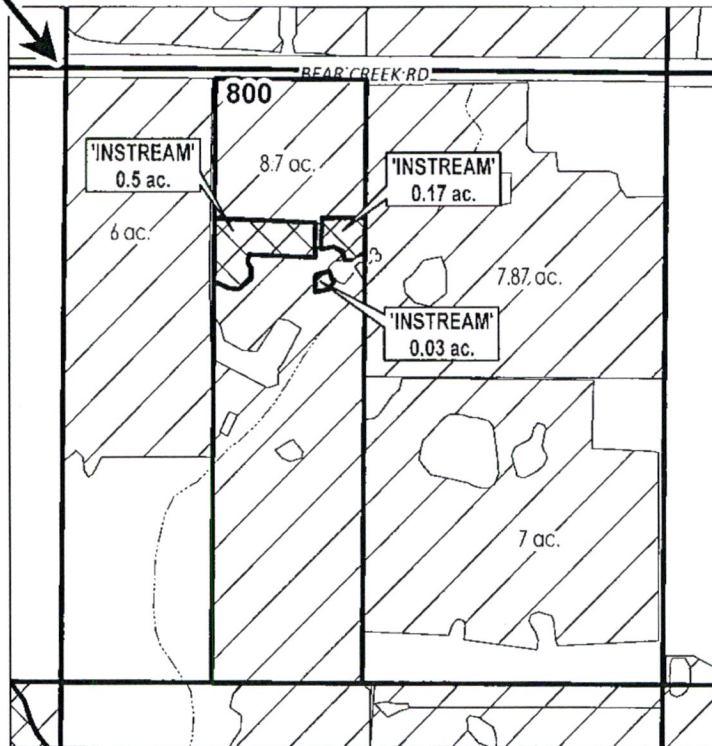 BEAR CREEK RD
800
'INSTREAM'
0.5 ac.
8.7 ac.
'INSTREAM'
0.17 ac.
6 ac.
7.87 ac.
'INSTREAM'
0.03 ac.
7 ac.